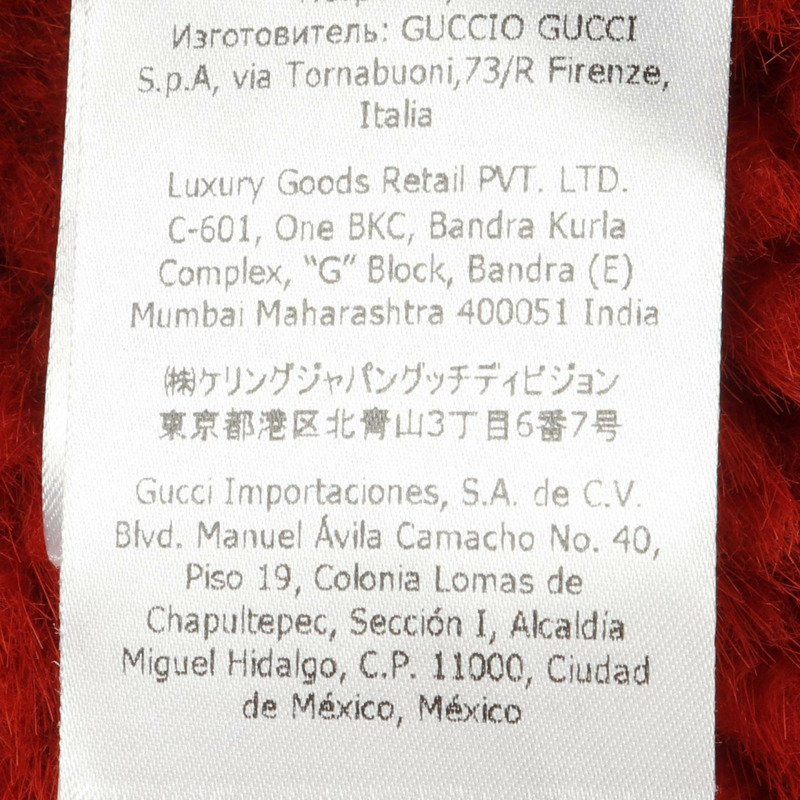 Изготовитель: GUCCIO GUCCI
S.p.A, via Tornabuoni,73/R Firenze,
Italia
Luxury Goods Retail PVT. LTD.
C-601, One BKC, Bandra Kurla
Complex, “G” Block, Bandra (E)
Mumbai Maharashtra 400051 India
㈱ケリングジャパングッチディビジョン
東京都港区北青山3丁目6番7号
Gucci Importaciones, S.A. de C.V.
Blvd. Manuel Ávila Camacho No. 40,
Piso 19, Colonia Lomas de
Chapultepec, Sección I, Alcaldía
Miguel Hidalgo, C.P. 11000, Ciudad
de México, México